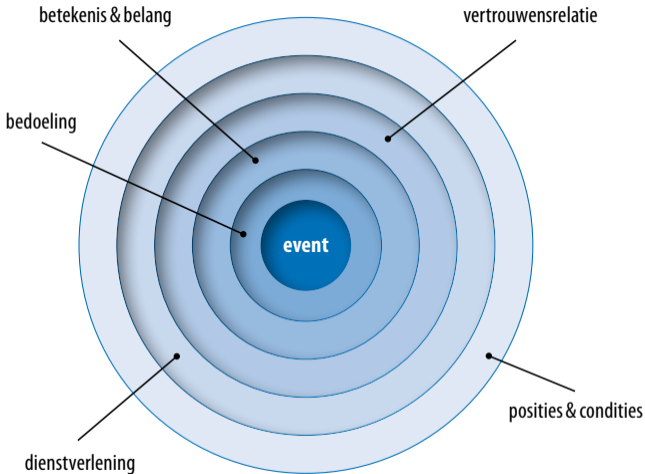 betekenis & belang
vertrouwensrelatie
bedoeling
event
posities & condities
dienstverlening